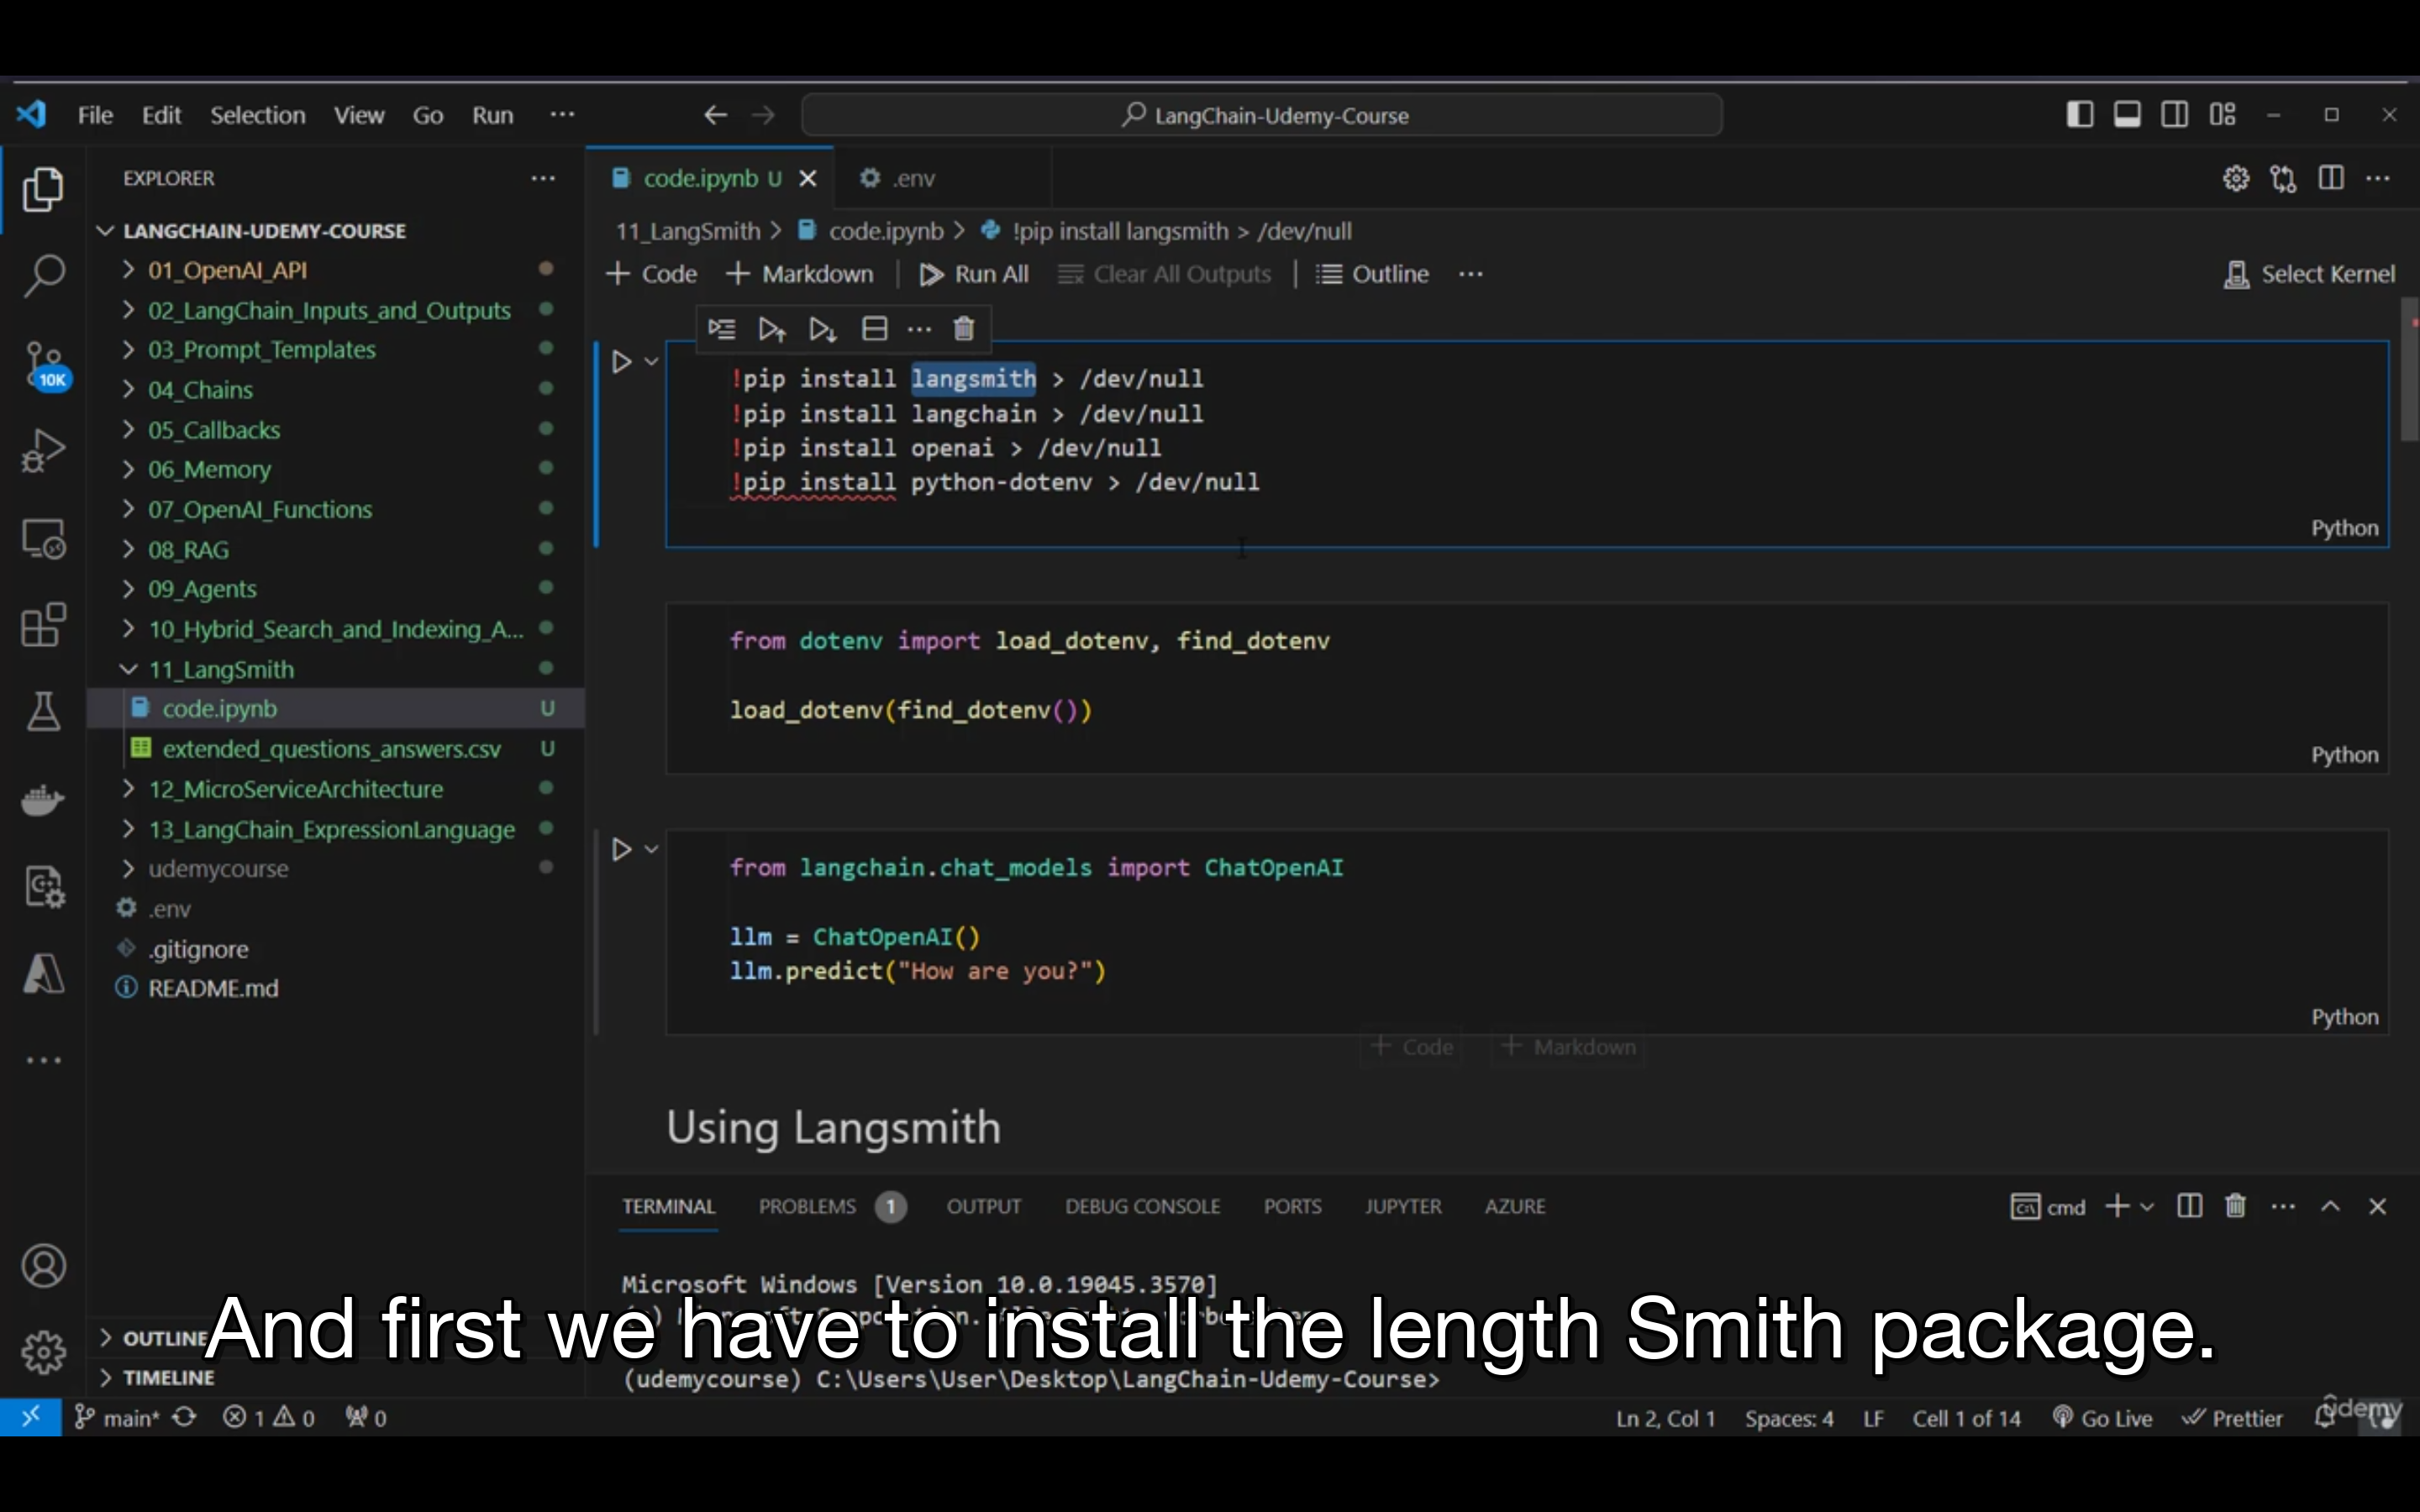 File Edit Selection View Go Run ···
LangChain-Udemy-Course
EXPLORER
LANGCHAIN-UDEMY-COURSE
01_OpenAI_API
02_LangChain_Inputs_and_Outputs
03_Prompt_Templates
04_Chains
05_Callbacks
06_Memory
07_OpenAI_Functions
08_RAG
09_Agents
10_Hybrid_Search_and_Indexing_A...
11_LangSmith
code.ipynb U
extended_questions_answers.csv U
12_MicroServiceArchitecture
13_LangChain_ExpressionLanguage
udemycourse
.env
.gitignore
README.md
OUTLINE
TIMELINE
10K
code.ipynb U
.env
11_LangSmith > code.ipynb > !pip install langsmith > /dev/null
+ Code + Markdown Run All Clear All Outputs Outline ··· Select Kernel
!pip install langsmith > /dev/null
!pip install langchain > /dev/null
!pip install openai > /dev/null
!pip install python-dotenv > /dev/null
Python
from dotenv import load_dotenv, find_dotenv
load_dotenv(find_dotenv())
Python
from langchain.chat_models import ChatOpenAI
llm = ChatOpenAI()
llm.predict("How are you?")
Python
+ Code + Markdown
Using Langsmith
TERMINAL PROBLEMS 1 OUTPUT DEBUG CONSOLE PORTS JUPYTER AZURE cmd
Microsoft Windows [Version 10.0.19045.3570]
And first we have to install the length Smith package.
(udemycourse) C:\Users\User\Desktop\LangChain-Udemy-Course>
main* 1 0 0 Ln 2, Col 1 Spaces: 4 LF Cell 1 of 14 Go Live Prettier
udemy